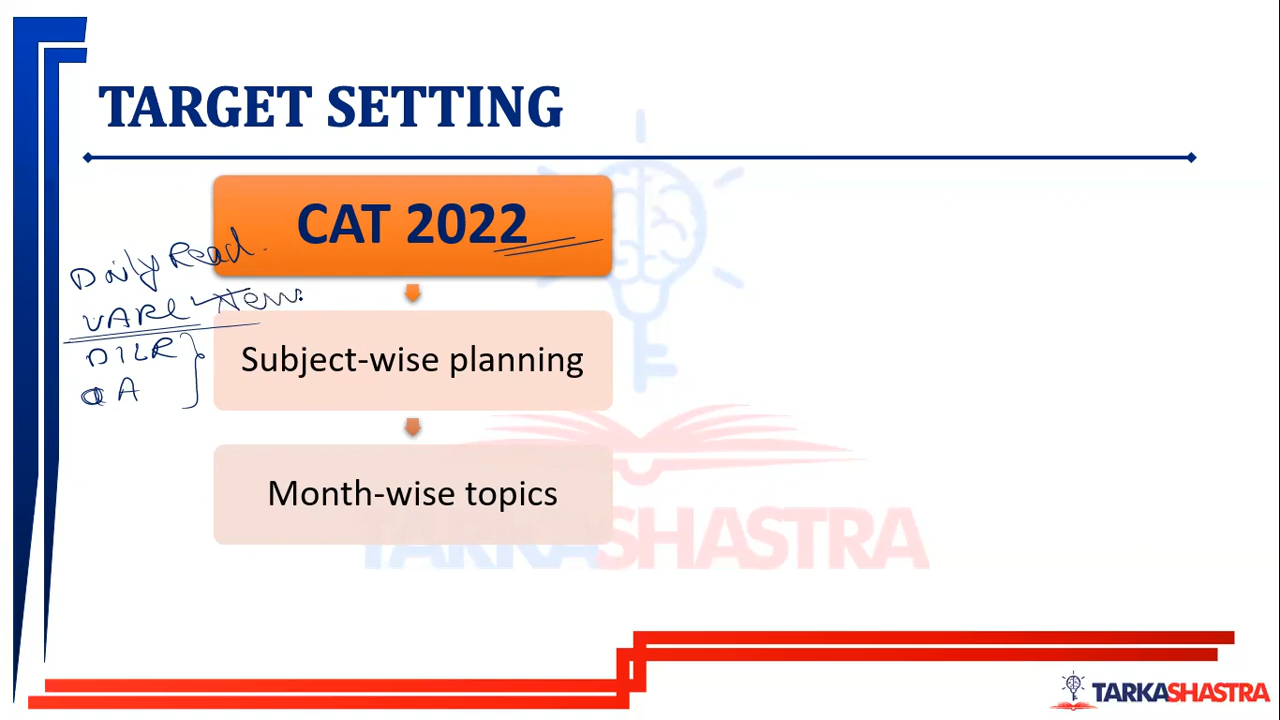 TARGET SETTING
CAT 2022
Daily Read.
VARC
DILR
QA
Subject-wise planning
Month-wise topics
TARKASHASTRA
TARKASHASTRA